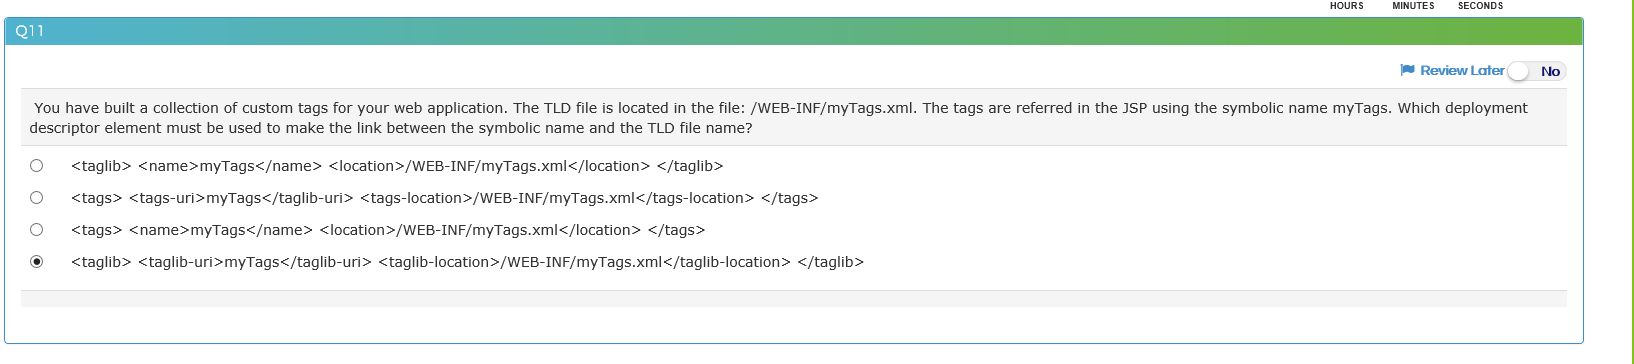 HOURS MINUTES SECONDS
Q11
Review Later No
You have built a collection of custom tags for your web application. The TLD file is located in the file: /WEB-INF/myTags.xml. The tags are referred in the JSP using the symbolic name myTags. Which deployment
descriptor element must be used to make the link between the symbolic name and the TLD file name?
<taglib> <name>myTags</name> <location>/WEB-INF/myTags.xml</location> </taglib>
<tags> <tags-uri>myTags</taglib-uri> <tags-location>/WEB-INF/myTags.xml</tags-location> </tags>
<tags> <name>myTags</name> <location>/WEB-INF/myTags.xml</location> </tags>
<taglib> <taglib-uri>myTags</taglib-uri> <taglib-location>/WEB-INF/myTags.xml</taglib-location> </taglib>